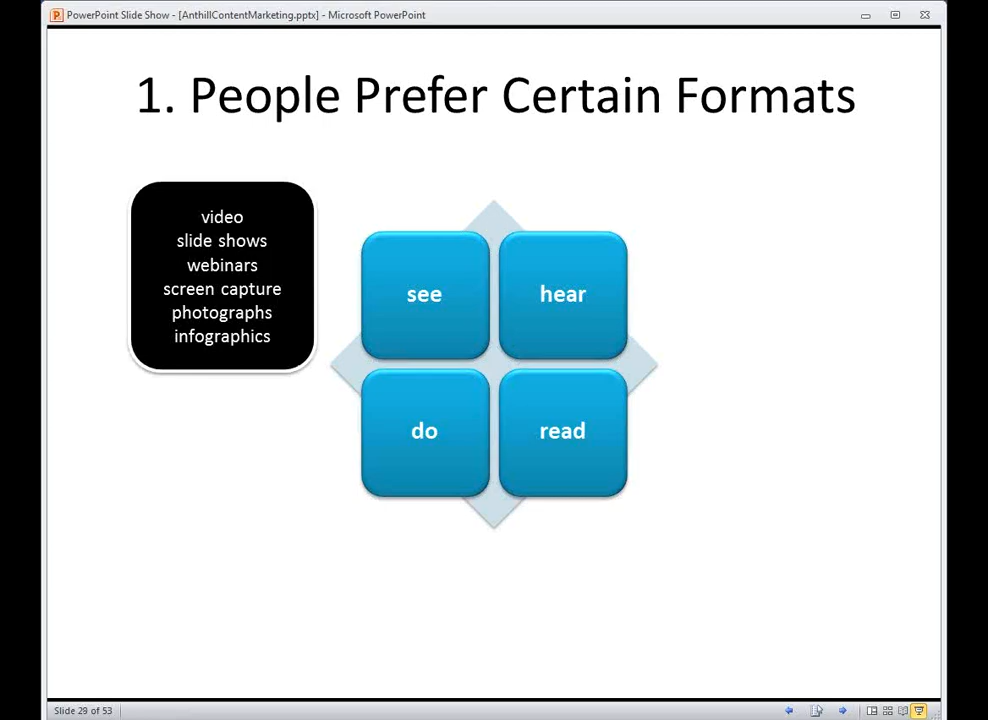 PowerPoint Slide Show - [AnthillContentMarketing.pptx] - Microsoft PowerPoint
1. People Prefer Certain Formats
video
slide shows
webinars
screen capture
photographs
infographics
see
hear
do
read
Slide 29 of 53